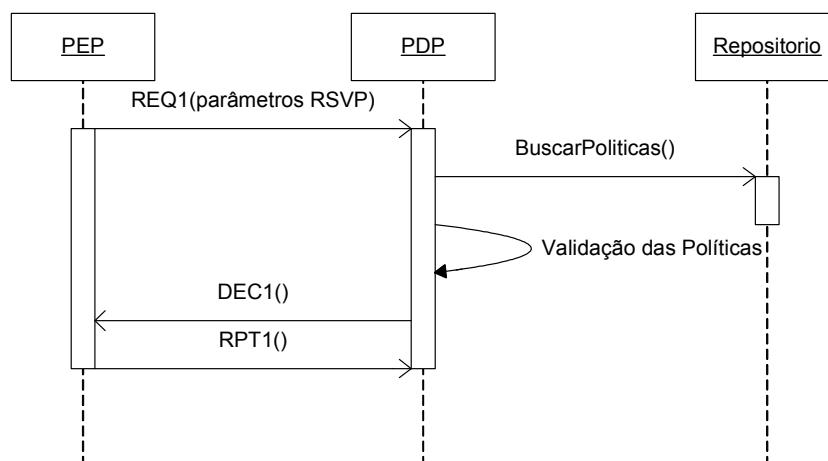 PEP
PDP
Repositorio
REQ1(parâmetros RSVP)
BuscarPoliticas()
Validação das Políticas
DEC1()
RPT1()